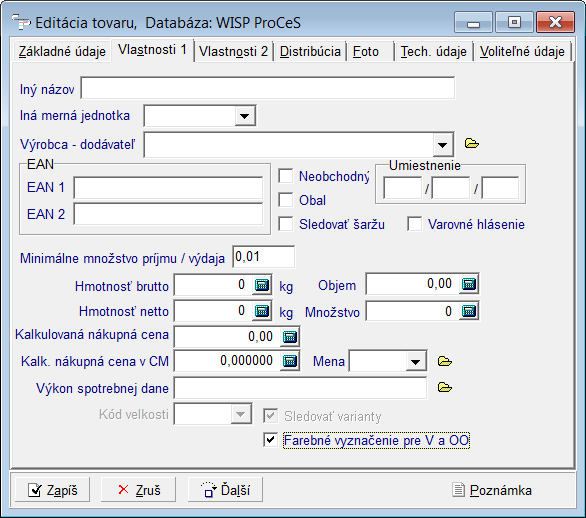 Editácia tovaru,  Databáza: WISP ProCeS
Základné údaje Vlastnosti 1 Vlastnosti 2 Distribúcia Foto Tech. údaje Voliteľné údaje
Iný názov
Iná merná jednotka
Výrobca - dodávateľ
EAN
EAN 1
EAN 2
Neobchodný
Obal
Sledovať šaržu
Umiestnenie
/ /
Varovné hlásenie
Minimálne množstvo príjmu / výdaja 0,01
Hmotnosť brutto 0 kg Objem 0,00
Hmotnosť netto 0 kg Množstvo 0
Kalkulovaná nákupná cena 0,00
Kalk. nákupná cena v CM 0,000000 Mena
Výkon spotrebnej dane
Kód velkosti Sledovať varianty
Farebné vyznačenie pre V a OO
Zapíš Zruš Ďalší Poznámka